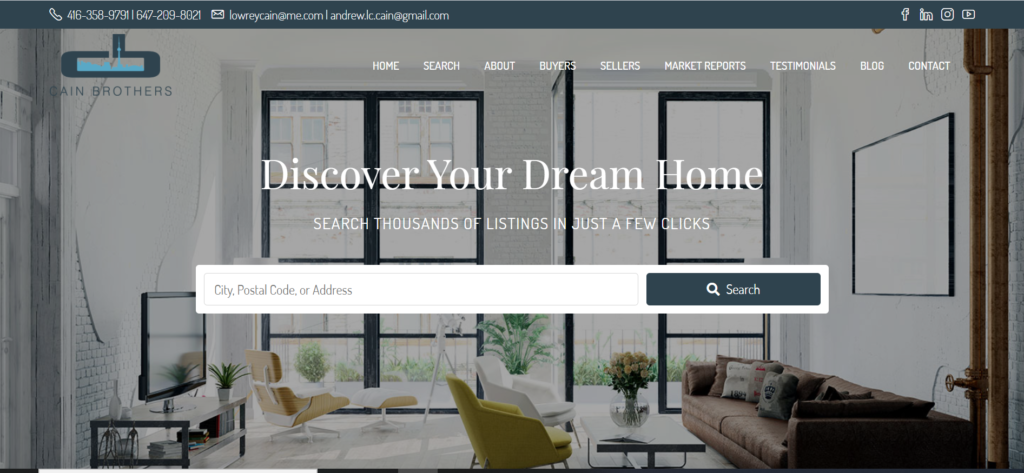 416-358-9791 | 647-209-8021 lowreycain@me.com | andrew.lc.cain@gmail.com
CAIN BROTHERS
HOME SEARCH ABOUT BUYERS SELLERS MARKET REPORTS TESTIMONIALS BLOG CONTACT
Discover Your Dream Home
SEARCH THOUSANDS OF LISTINGS IN JUST A FEW CLICKS
City, Postal Code, or Address Search